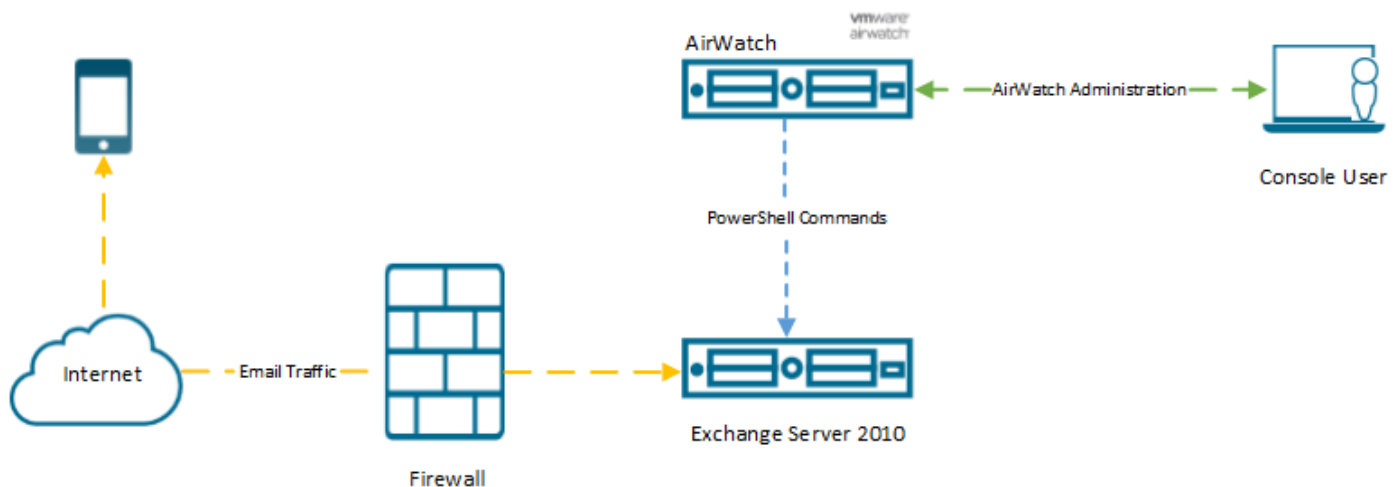 vmware
airwatch
AirWatch
AirWatch Administration
Console User
PowerShell Commands
Internet
Email Traffic
Exchange Server 2010
Firewall